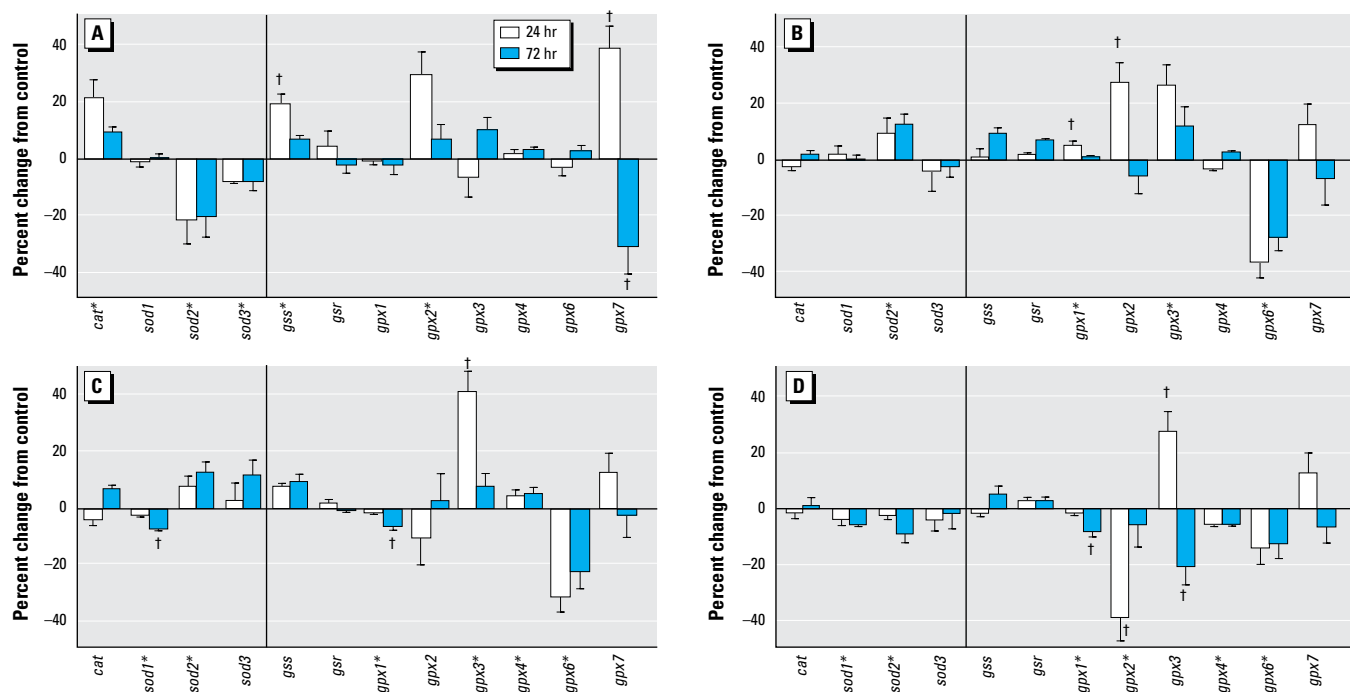 A
24 hr
72 hr
Percent change from control
40
20
0
–20
–40
†
†
†
cat*
sod1
sod2*
sod3*
gss*
gsr
gpx1
gpx2*
gpx3
gpx4
gpx6
gpx7
B
Percent change from control
40
20
0
–20
–40
†
†
cat
sod1
sod2*
sod3
gss
gsr
gpx1*
gpx2
gpx3*
gpx4
gpx6*
gpx7
C
Percent change from control
40
20
0
–20
–40
†
†
†
cat
sod1*
sod2*
sod3
gss
gsr
gpx1*
gpx2
gpx3*
gpx4*
gpx6*
gpx7
D
Percent change from control
40
20
0
–20
–40
†
†
†
†
cat
sod1*
sod2*
sod3
gss
gsr
gpx1*
gpx2*
gpx3
gpx4*
gpx6*
gpx7